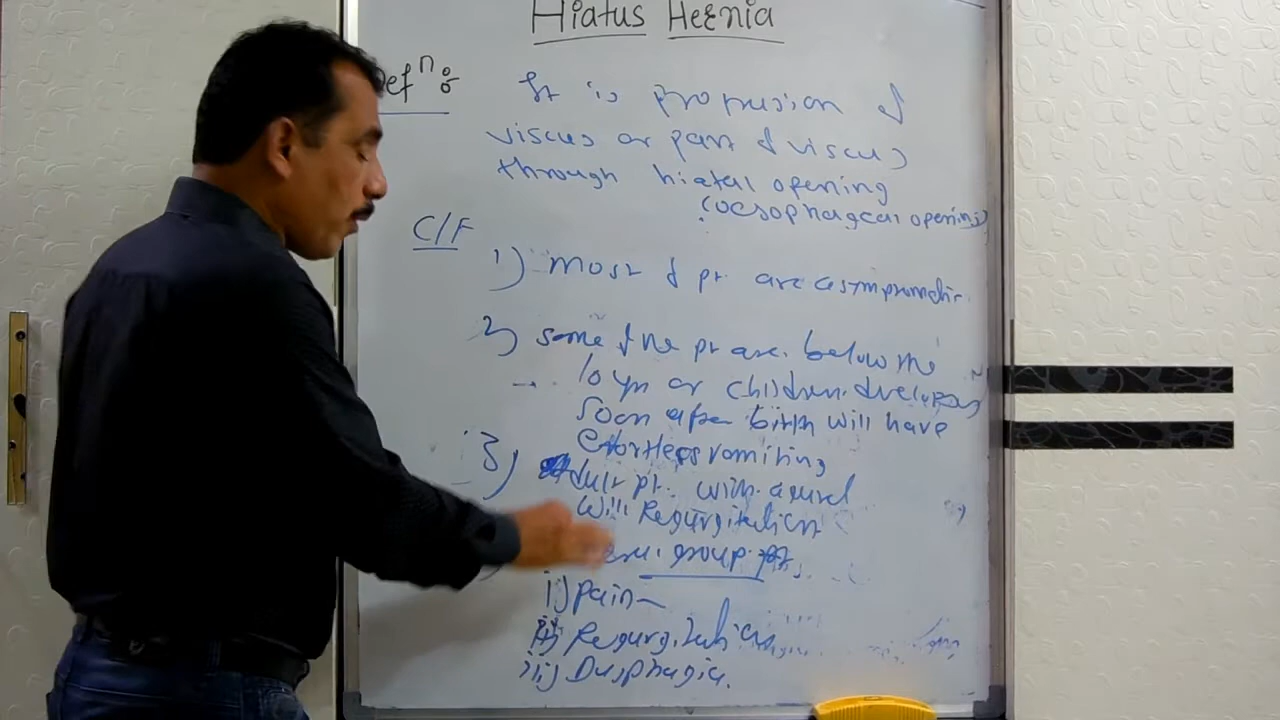 Hiatus Hernia
Defn :
It is protrusion of
viscus or part of viscus
through hiatal opening
(oesophageal opening)
C/F
1) most of pt. are asymptomatic
2) some of the pt are. below the
10 yrs or children. developing
soon after birth will have
Effortless vomiting
3) Adult pt. with
will Regurgitation
group
i) pain
ii) Regurgitation
iii) Dysphagia.